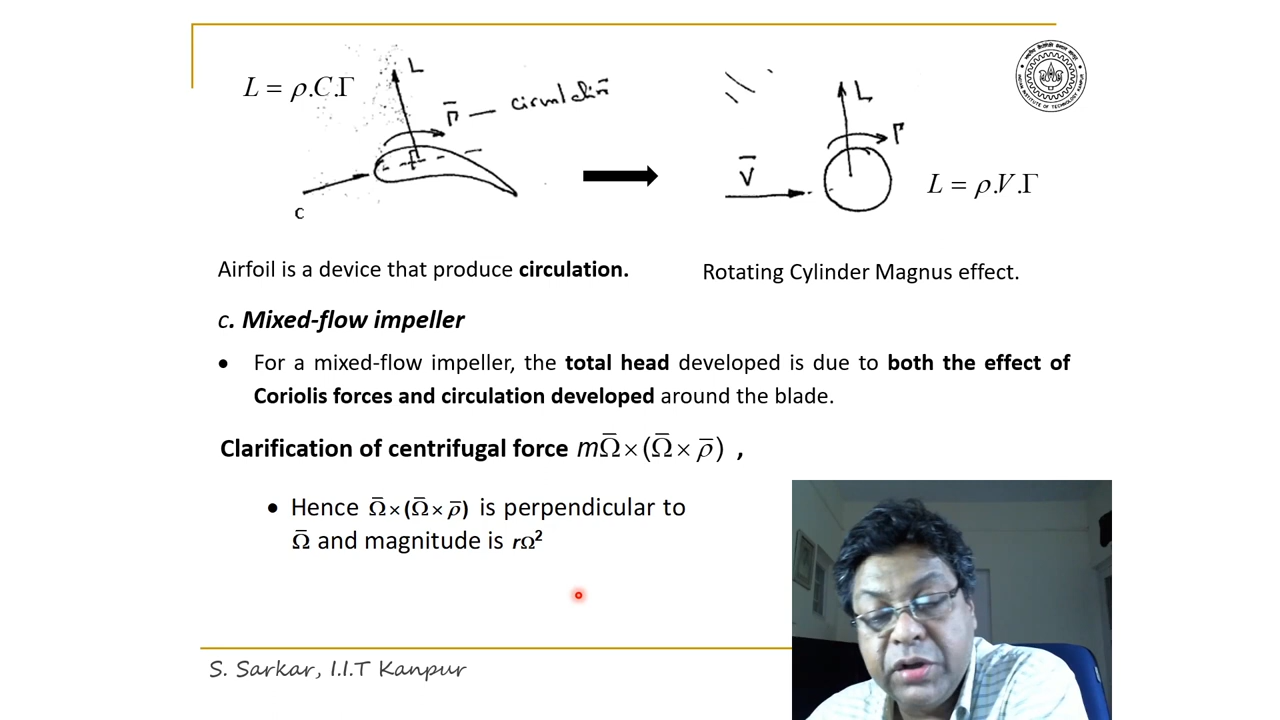 L = ρ.C.Γ
L
Γ̄ — circulation
c
L
Γ
V̄
L = ρ.V.Γ
Airfoil is a device that produce circulation.
Rotating Cylinder Magnus effect.
c. Mixed-flow impeller
• For a mixed-flow impeller, the total head developed is due to both the effect of
Coriolis forces and circulation developed around the blade.
Clarification of centrifugal force mΩ̄×(Ω̄×ρ̄) ,
• Hence Ω̄×(Ω̄×ρ̄) is perpendicular to
Ω̄ and magnitude is rΩ²
S. Sarkar, I.I.T Kanpur